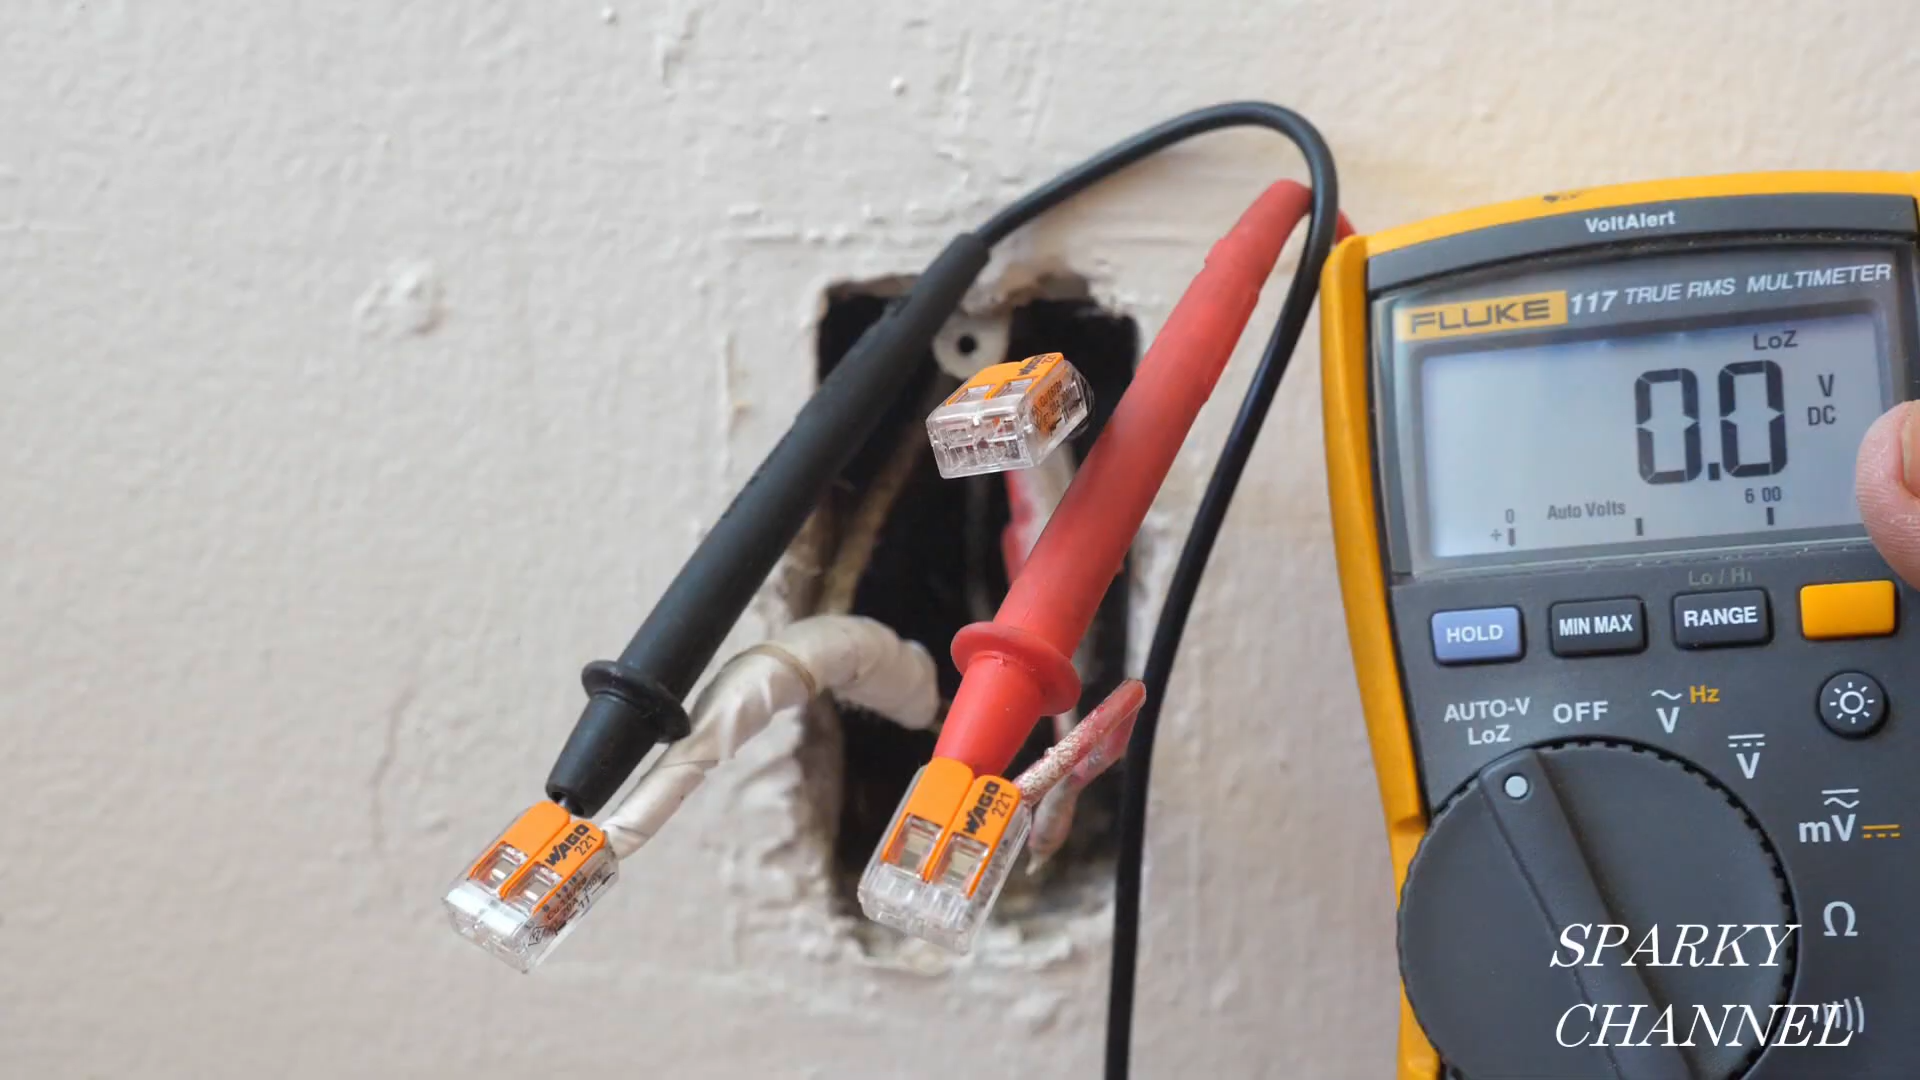 VoltAlert
FLUKE 117 TRUE RMS MULTIMETER
LoZ
0.0 V DC
6 00
0 Auto Volts
+
Lo / Hi
HOLD MIN MAX RANGE
AUTO-V LoZ
OFF
V Hz
V
mV
Ω
WAGO 221
WAGO 221
WAGO
SPARKY
CHANNEL